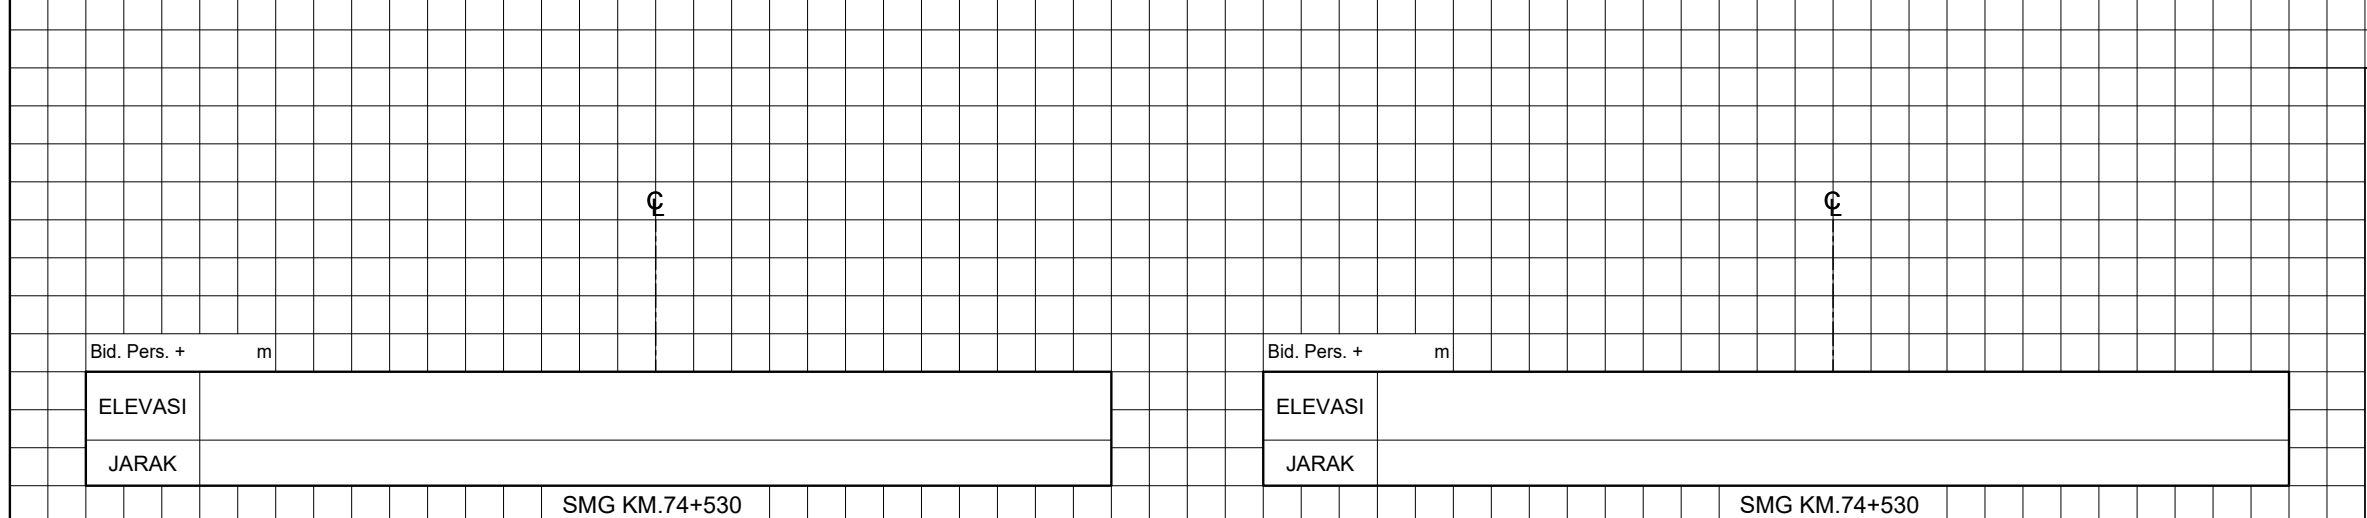 ℄ ℄
Bid. Pers. + m Bid. Pers. + m
ELEVASI ELEVASI
JARAK JARAK
SMG KM.74+530 SMG KM.74+530